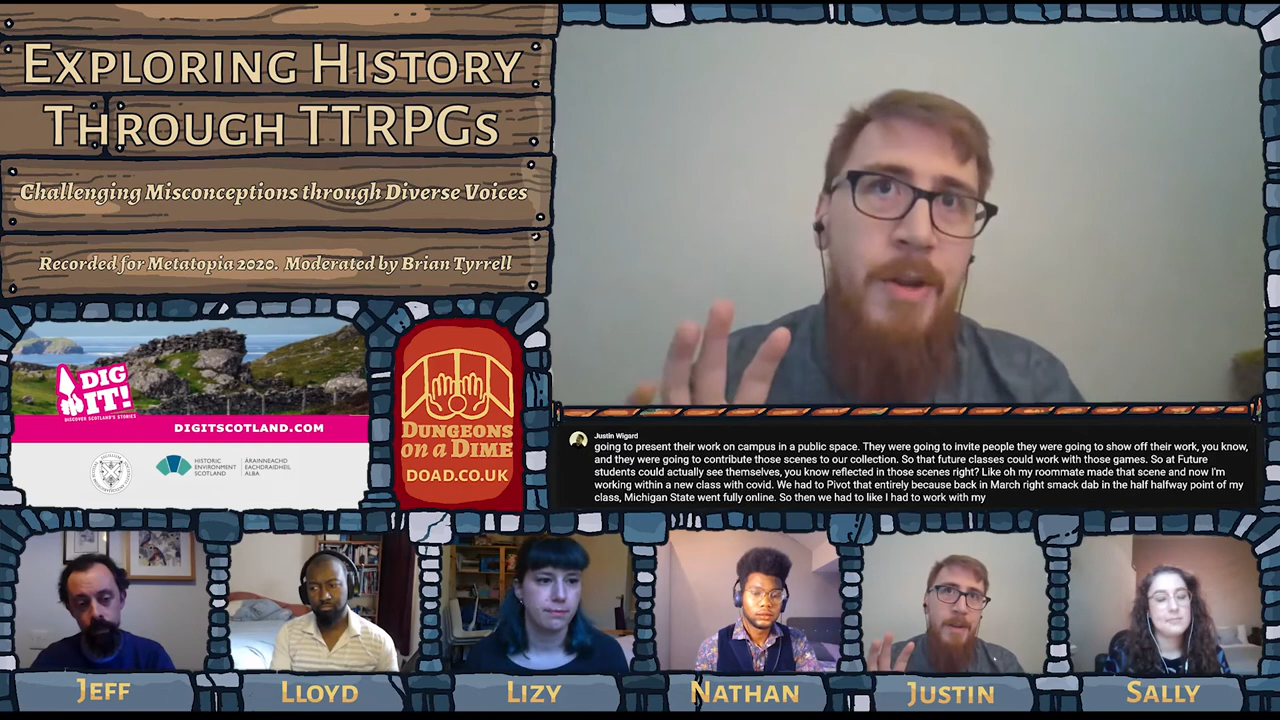 Exploring History
Through TTRPGs
Challenging Misconceptions through Diverse Voices
Recorded for Metatopia 2020. Moderated by Brian Tyrrell
DIG
IT!
DISCOVER SCOTLAND'S STORIES
DIGITSCOTLAND.COM
HISTORIC
ENVIRONMENT
SCOTLAND
ÀRAINNEACHD
EACHDRAIDHEIL
ALBA
DUNGEONS
on a DIME
DOAD.CO.UK
Justin Wigard
going to present their work on campus in a public space. They were going to invite people they were going to show off their work, you know,
and they were going to contribute those scenes to our collection. So that future classes could work with those games. So at Future
students could actually see themselves, you know reflected in those scenes right? Like oh my roommate made that scene and now I'm
working within a new class with covid. We had to Pivot that entirely because back in March right smack dab in the half halfway point of my
class, Michigan State went fully online. So then we had to like I had to work with my
Jeff
Lloyd
Lizy
Nathan
Justin
Sally